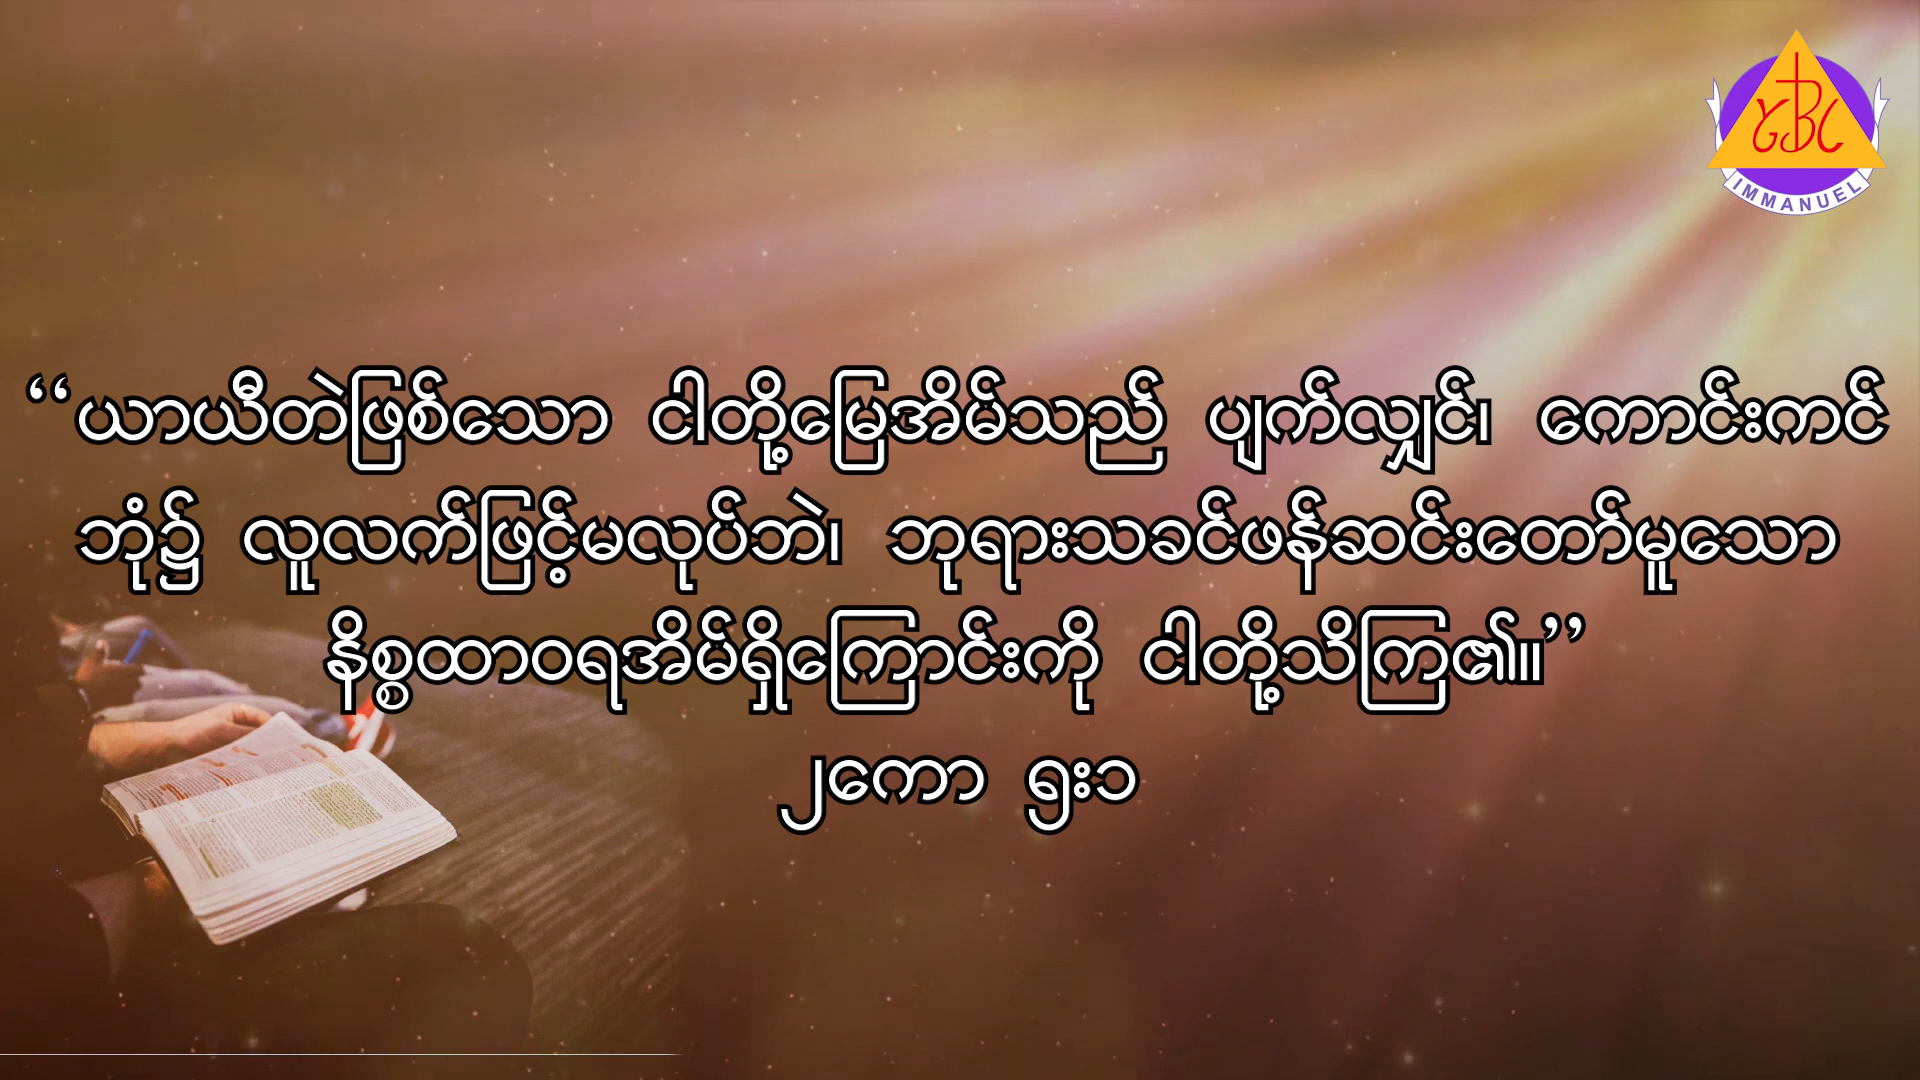 YBC
IMMANUEL
“ယာယီတဲဖြစ်သော ငါတို့မြေအိမ်သည် ပျက်လျှင်၊ ကောင်းကင်
ဘုံ၌ လူလက်ဖြင့်မလုပ်ဘဲ၊ ဘုရားသခင်ဖန်ဆင်းတော်မူသော
နိစ္စထာဝရအိမ်ရှိကြောင်းကို ငါတို့သိကြ၏။”
၂ကော ၅း၁